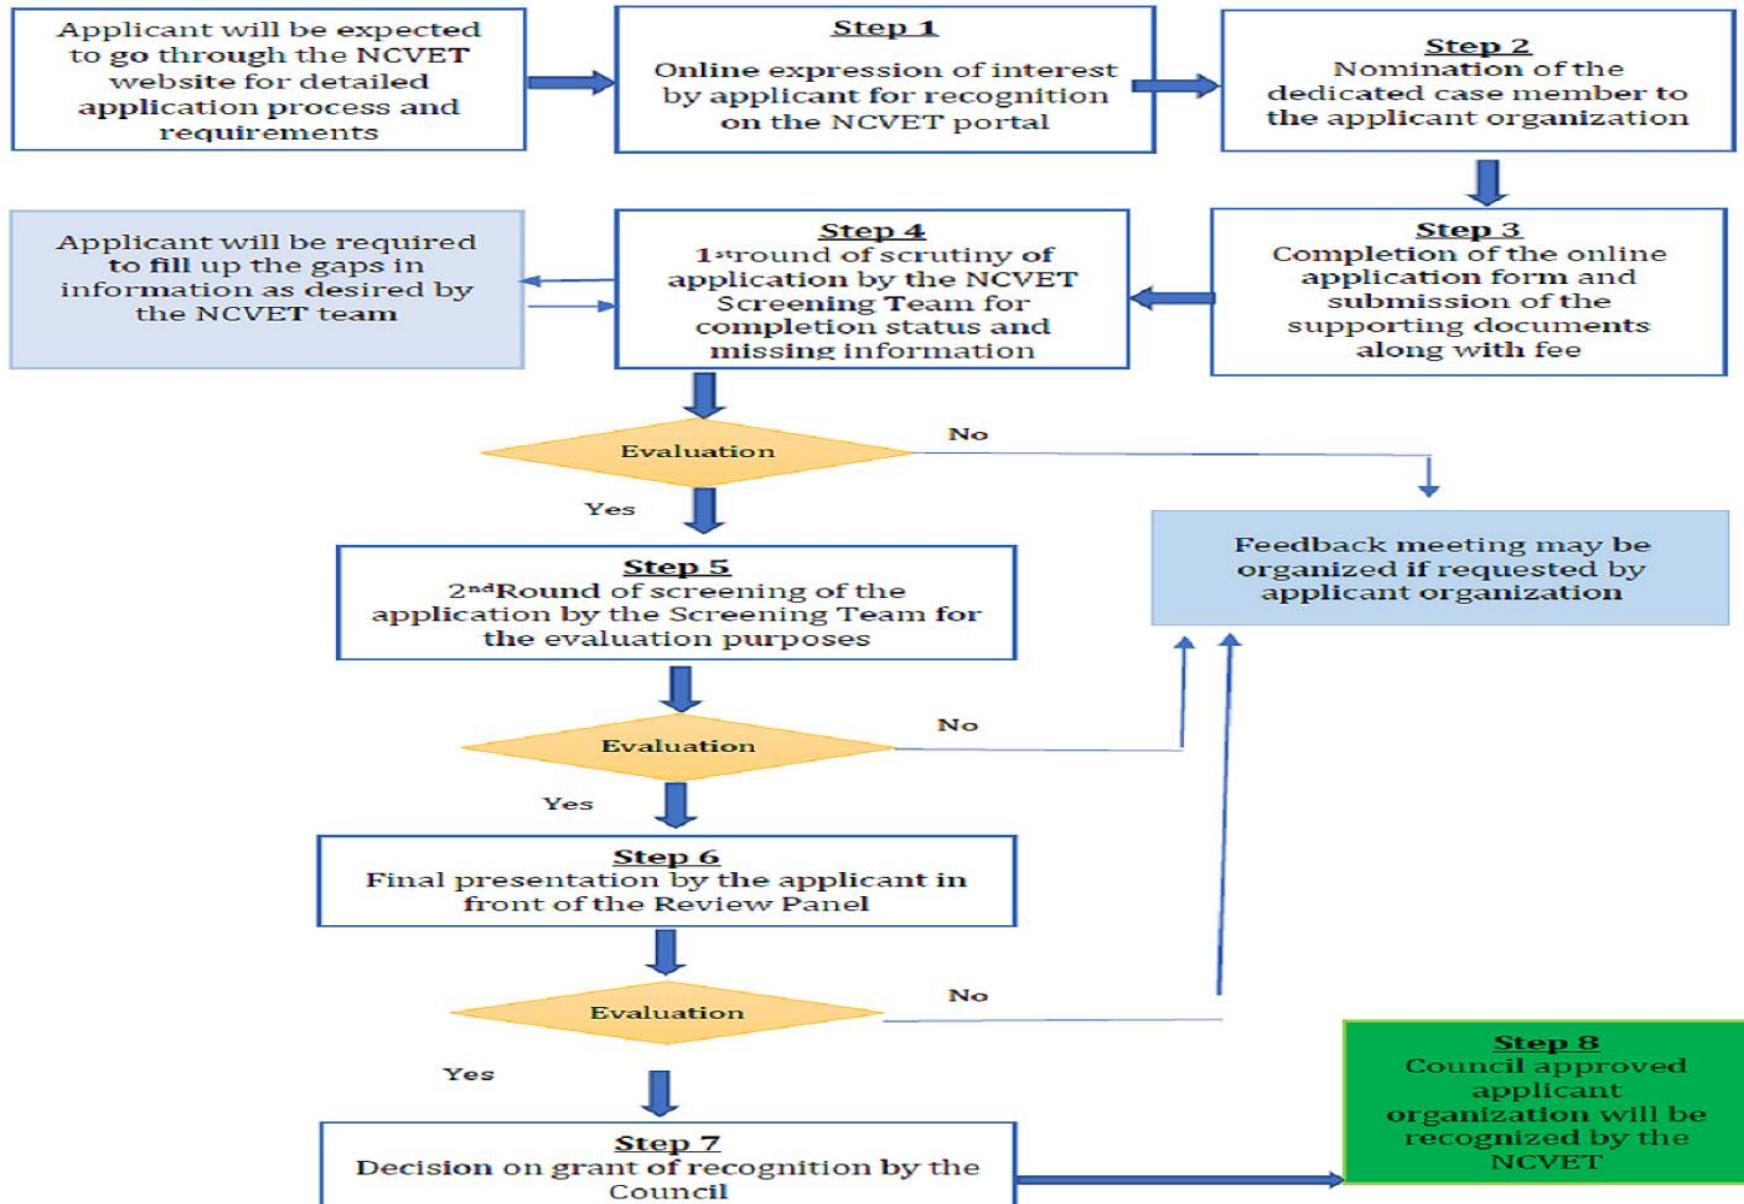 Applicant will be expected
to go through the NCVET
website for detailed
application process and
requirements
Step 1
Online expression of interest
by applicant for recognition
on the NCVET portal
Step 2
Nomination of the
dedicated case member to
the applicant organization
Applicant will be required
to fill up the gaps in
information as desired by
the NCVET team
Step 4
1stround of scrutiny of
application by the NCVET
Screening Team for
completion status and
missing information
Step 3
Completion of the online
application form and
submission of the
supporting documents
along with fee
Evaluation
No
Yes
Feedback meeting may be
organized if requested by
applicant organization
Step 5
2ndRound of screening of the
application by the Screening Team for
the evaluation purposes
Evaluation
No
Yes
Step 6
Final presentation by the applicant in
front of the Review Panel
Evaluation
No
Yes
Step 7
Decision on grant of recognition by the
Council
Step 8
Council approved
applicant
organization will be
recognized by the
NCVET